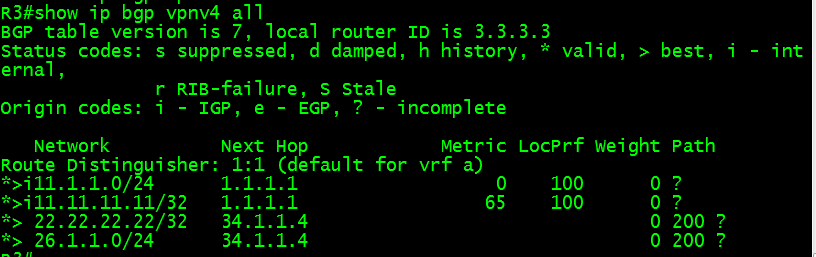 R3#show ip bgp vpnv4 all
BGP table version is 7, local router ID is 3.3.3.3
Status codes: s suppressed, d damped, h history, * valid, > best, i - int
ernal,
r RIB-failure, S Stale
Origin codes: i - IGP, e - EGP, ? - incomplete
Network Next Hop Metric LocPrf Weight Path
Route Distinguisher: 1:1 (default for vrf a)
*>i11.1.1.0/24 1.1.1.1 0 100 0 ?
*>i11.11.11.11/32 1.1.1.1 65 100 0 ?
*> 22.22.22.22/32 34.1.1.4 0 200 ?
*> 26.1.1.0/24 34.1.1.4 0 200 ?
R3#